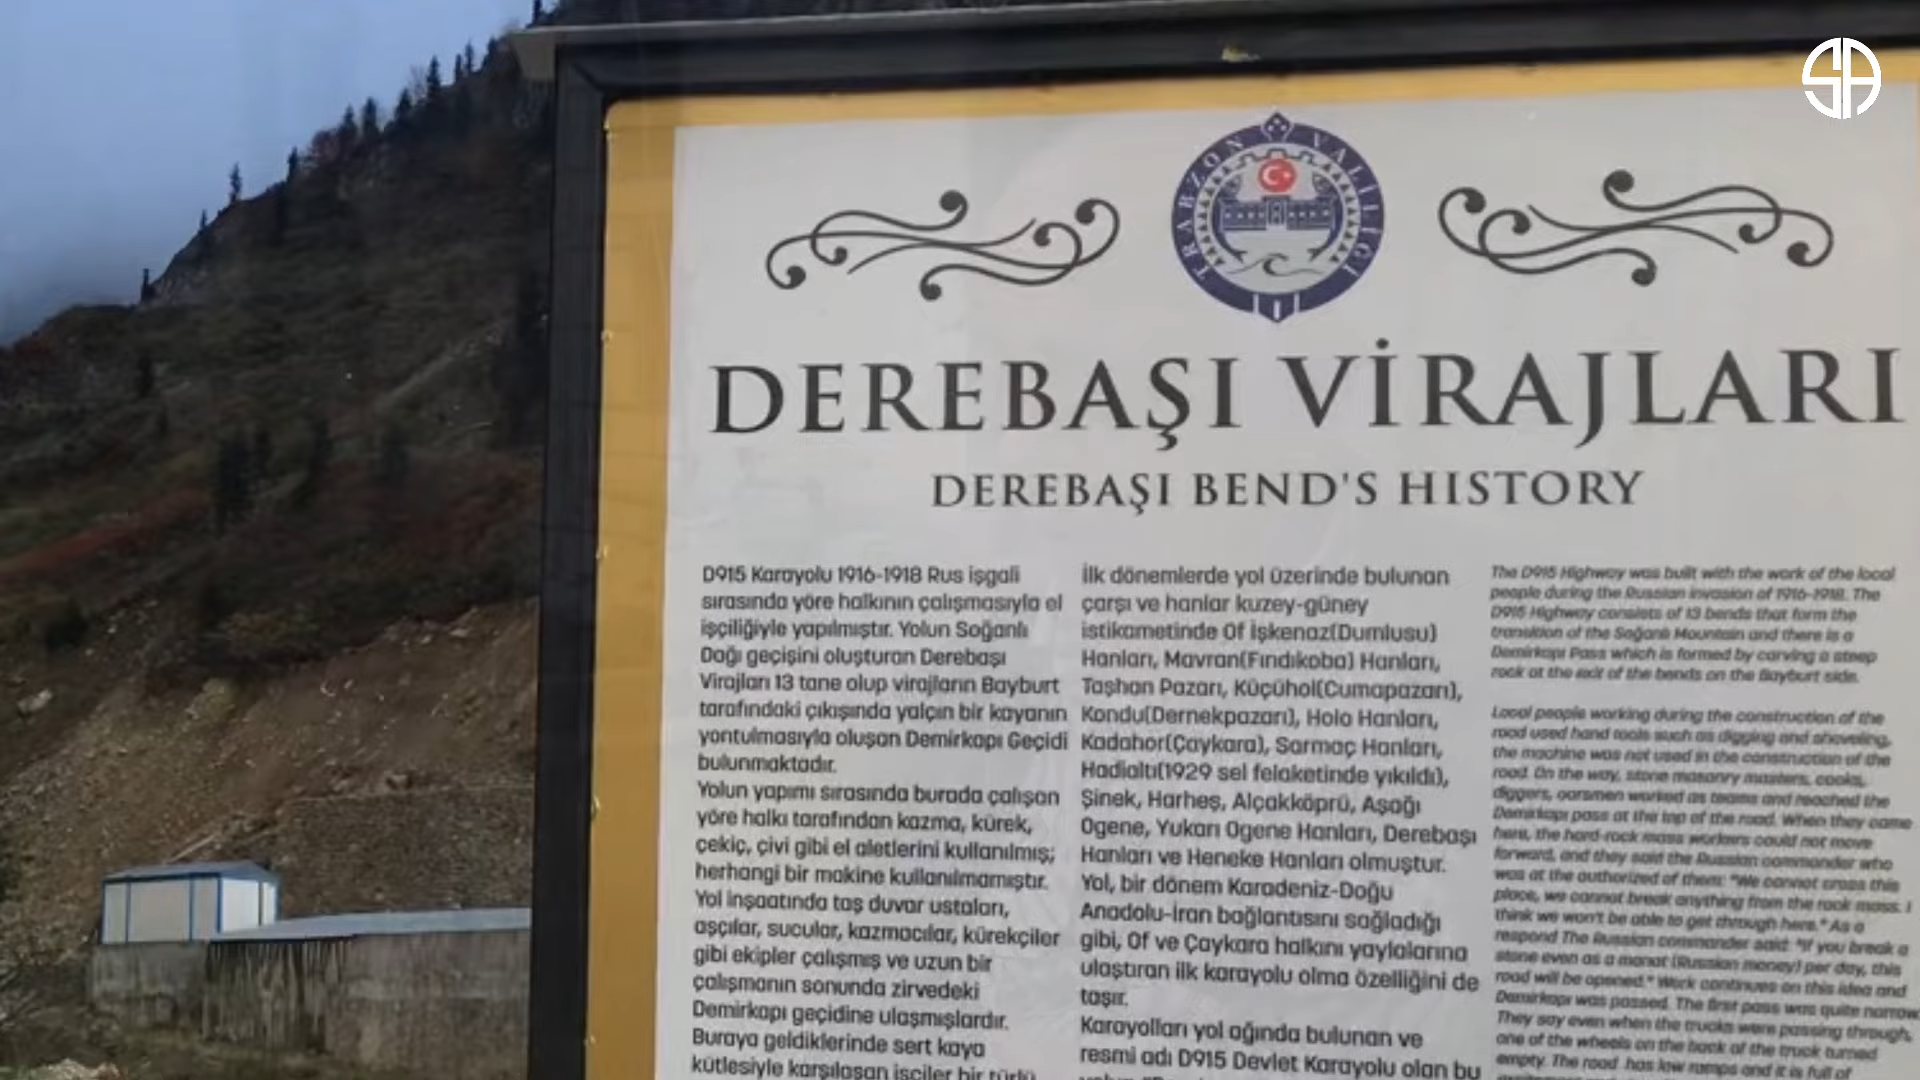 SA
TRABZON VALİLİĞİ
DEREBAŞI VİRAJLARI
DEREBAŞI BEND'S HISTORY
D915 Karayolu 1916-1918 Rus işgali
sırasında yöre halkının çalışmasıyla el
işçiliğiyle yapılmıştır. Yolun Soğanlı
Dağı geçişini oluşturan Derebaşı
Virajları 13 tane olup virajların Bayburt
tarafındaki çıkışında yalçın bir kayanın
yontulmasıyla oluşan Demirkapı Geçidi
bulunmaktadır.
Yolun yapımı sırasında burada çalışan
yöre halkı tarafından kazma, kürek,
çekiç, çivi gibi el aletlerini kullanılmış;
herhangi bir makine kullanılmamıştır.
Yol inşaatında taş duvar ustaları,
aşçılar, sucular, kazmacılar, kürekçiler
gibi ekipler çalışmış ve uzun bir
çalışmanın sonunda zirvedeki
Demirkapı geçidine ulaşmışlardır.
Buraya geldiklerinde sert kaya
kütlesiyle karşılaşan işçiler bir türlü
İlk dönemlerde yol üzerinde bulunan
çarşı ve hanlar kuzey-güney
istikametinde Of İşkenaz(Dumlusu)
Hanları, Mavran(Fındıkoba) Hanları,
Taşhan Pazarı, Küçühol(Cumapazarı),
Kondu(Dernekpazarı), Holo Hanları,
Kadahor(Çaykara), Sarmaç Hanları,
Hadialtı(1929 sel felaketinde yıkıldı),
Şinek, Harheş, Alçakköprü, Aşağı
Ogene, Yukarı Ogene Hanları, Derebaşı
Hanları ve Heneke Hanları olmuştur.
Yol, bir dönem Karadeniz-Doğu
Anadolu-İran bağlantısını sağladığı
gibi, Of ve Çaykara halkını yaylalarına
ulaştıran ilk karayolu olma özelliğini de
taşır.
Karayolları yol ağında bulunan ve
resmi adı D915 Devlet Karayolu olan bu
The D915 Highway was built with the work of the local
people during the Russian invasion of 1916-1918. The
D915 Highway consists of 13 bends that form the
transition of the Soğanlı Mountain and there is a
Demirkapı Pass which is formed by carving a steep
rock at the exit of the bends on the Bayburt side.
Local people working during the construction of the
road used hand tools such as digging and shoveling,
the machine was not used in the construction of the
road. On the way, stone masonry masters, cooks,
diggers, oarsmen worked as teams and reached the
Demirkapı pass at the top of the road. When they came
here, the hard-rock mass workers could not move
forward, and they said the Russian commander who
was at the authorized of them: "We cannot cross this
place, we cannot break anything from the rock mass. I
think we won't be able to get through here." As a
respond The Russian commander said: "If you break a
stone even as a manat (Russian money) per day, this
road will be opened." Work continues on this idea and
Demirkapı was passed. The first pass was quite narrow.
They say even when the trucks were passing through,
one of the wheels on the back of the truck turned
empty. The road has low ramps and it is full of